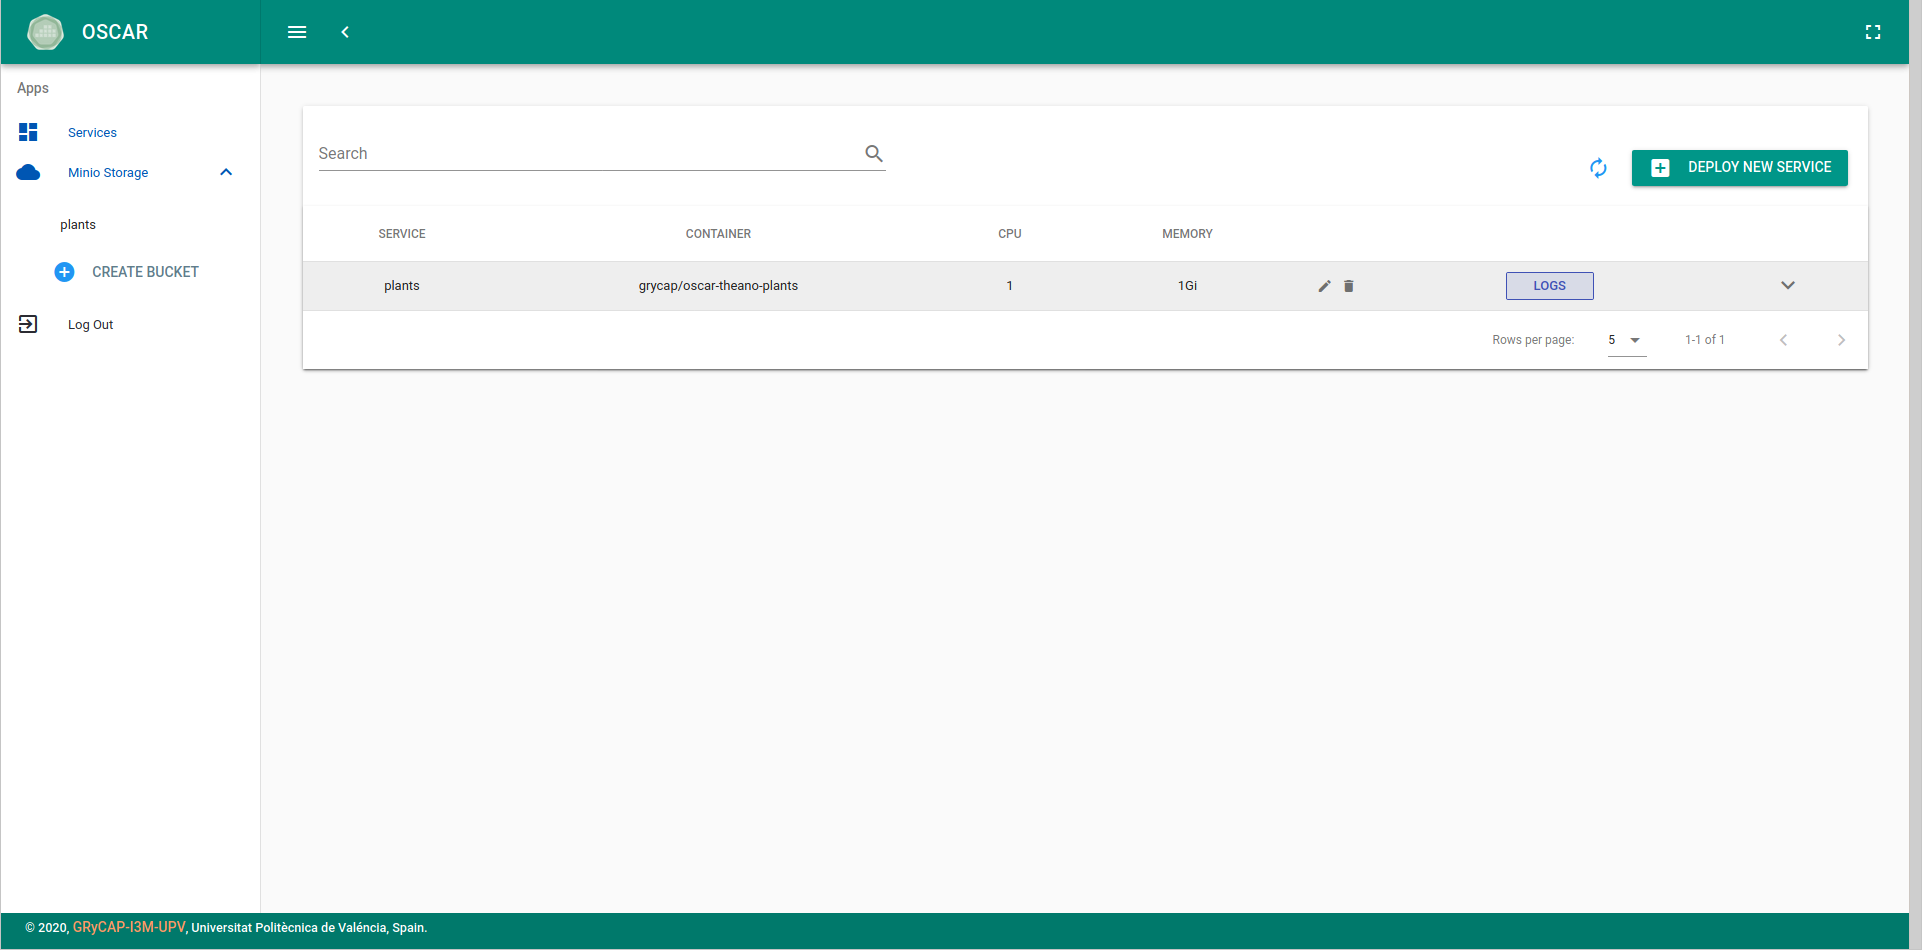 OSCAR
Apps
Services
Minio Storage
plants
CREATE BUCKET
Log Out
Search
DEPLOY NEW SERVICE
SERVICE CONTAINER CPU MEMORY
plants grycap/oscar-theano-plants 1 1Gi LOGS
Rows per page: 5 1-1 of 1
© 2020, GRyCAP-I3M-UPV, Universitat Politècnica de Valéncia, Spain.